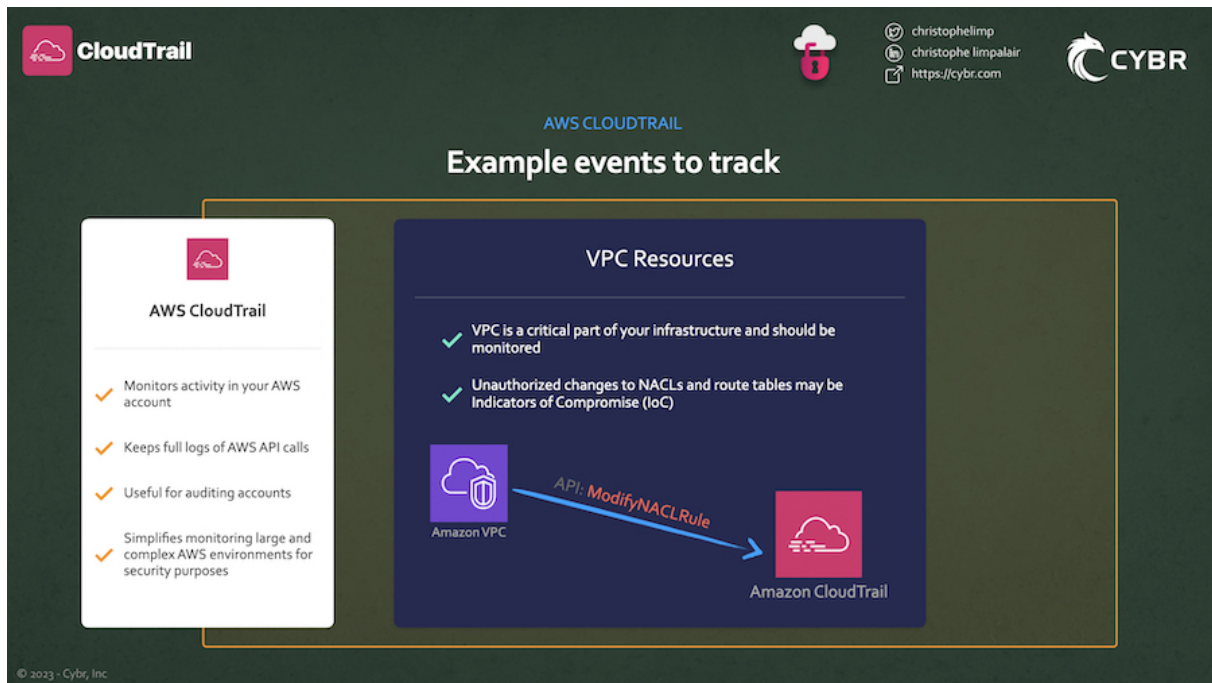 CloudTrail
christophelimp
christophe limpalair
https://cybr.com
CYBR
AWS CLOUDTRAIL
Example events to track
AWS CloudTrail
Monitors activity in your AWS
account
Keeps full logs of AWS API calls
Useful for auditing accounts
Simplifies monitoring large and
complex AWS environments for
security purposes
VPC Resources
VPC is a critical part of your infrastructure and should be
monitored
Unauthorized changes to NACLs and route tables may be
Indicators of Compromise (IoC)
Amazon VPC
API: ModifyNACLRule
Amazon CloudTrail
© 2023 - Cybr, Inc